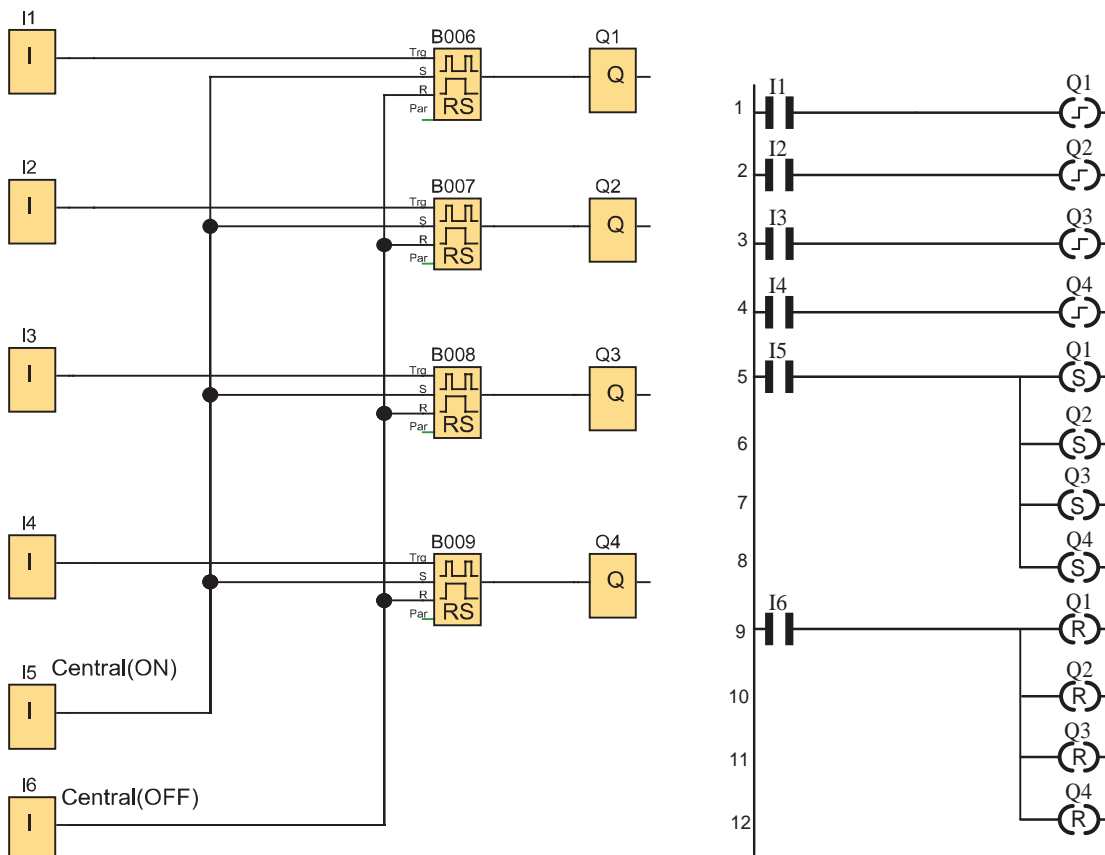 I1
I
B006
Trg
S
R
Par
RS
Q1
Q
I2
I
B007
Trg
S
R
Par
RS
Q2
Q
I3
I
B008
Trg
S
R
Par
RS
Q3
Q
I4
I
B009
Trg
S
R
Par
RS
Q4
Q
I5
Central(ON)
I
I6
Central(OFF)
I
1 I1 Q1
2 I2 Q2
3 I3 Q3
4 I4 Q4
5 I5 Q1
S
6 Q2
S
7 Q3
S
8 Q4
S
9 I6 Q1
R
10 Q2
R
11 Q3
R
12 Q4
R